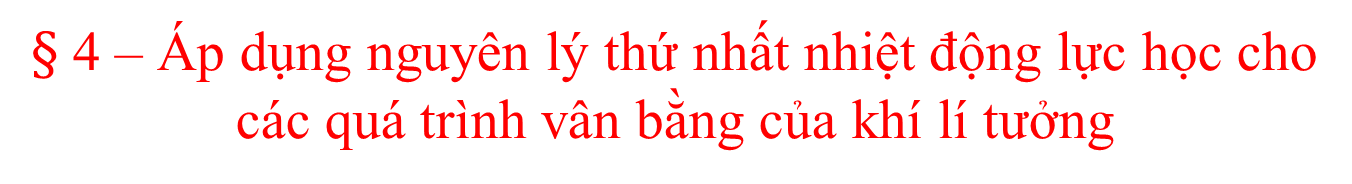 § 4 – Áp dụng nguyên lý thứ nhất nhiệt động lực học cho
các quá trình vân bằng của khí lí tưởng